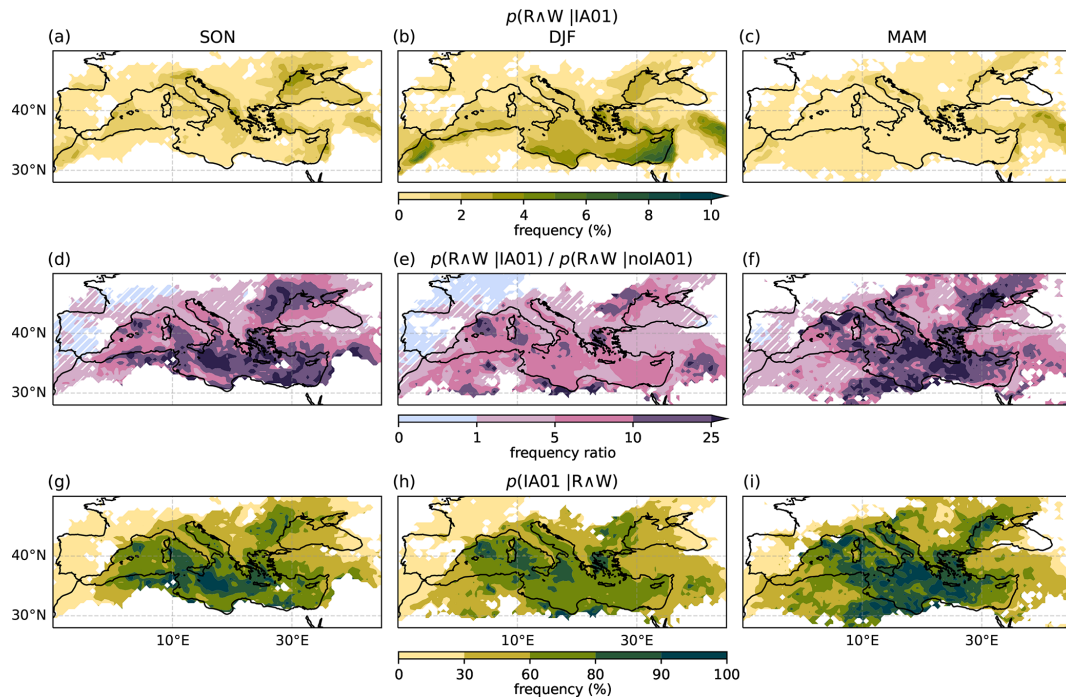 p(R∧W |IA01)
(a) SON (b) DJF (c) MAM
40°N
30°N
0 2 4 6 8 10
frequency (%)
(d) (e) p(R∧W |IA01) / p(R∧W |noIA01) (f)
40°N
30°N
0 1 5 10 25
frequency ratio
(g) (h) p(IA01 |R∧W) (i)
40°N
30°N
10°E 30°E 10°E 30°E 10°E 30°E
0 30 60 80 90 100
frequency (%)